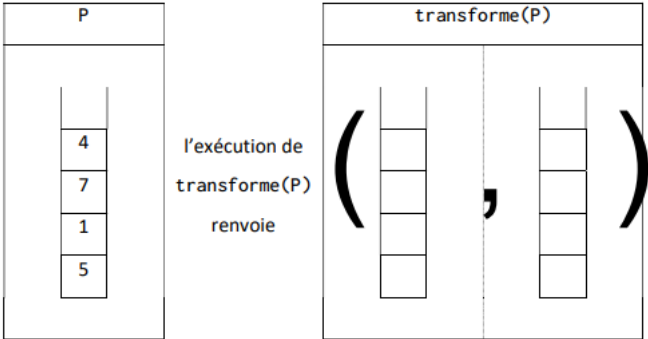 P
transforme(P)
4
7
1
5
l'exécution de
transforme(P)
renvoie
( , )